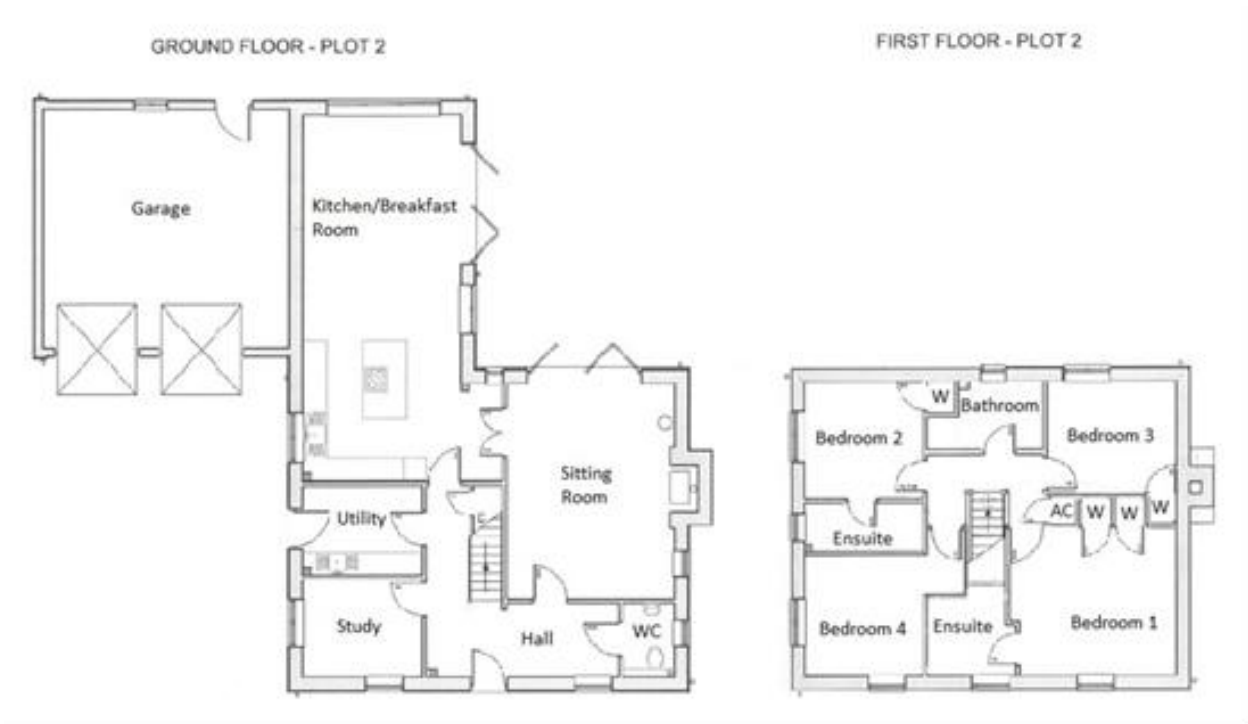 GROUND FLOOR - PLOT 2
Garage
Kitchen/Breakfast
Room
Sitting
Room
Utility
C
Study
Hall
WC
FIRST FLOOR - PLOT 2
W
Bathroom
Bedroom 2
Bedroom 3
AC
W
W
W
Ensuite
Bedroom 4
Ensuite
Bedroom 1